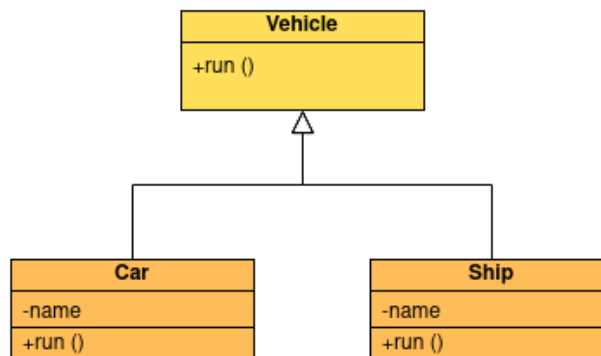 Vehicle
+run ()
Car
-name
+run ()
Ship
-name
+run ()